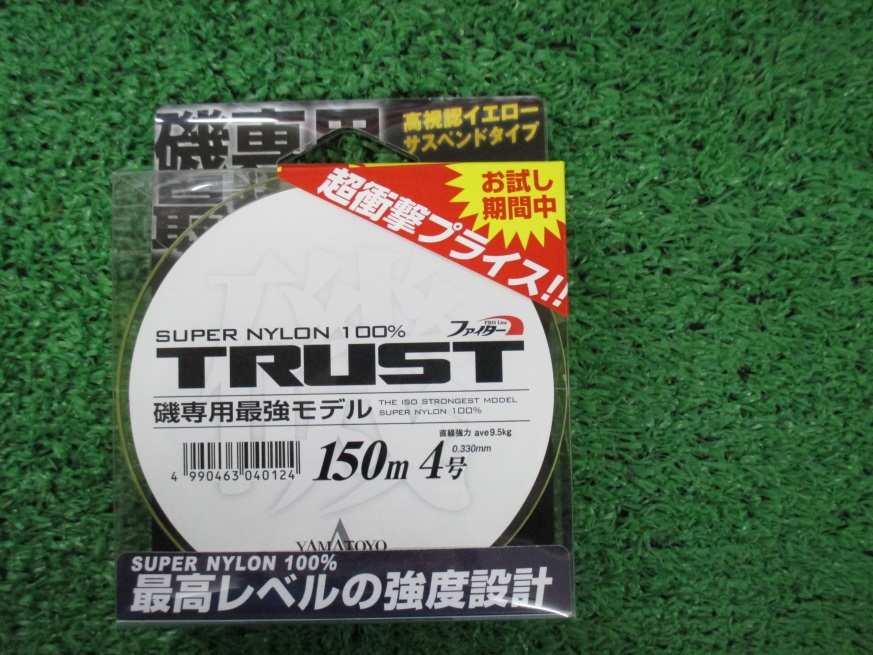 磯専用
高視認イエロー
サスペンドタイプ
お試し
期間中
超衝撃プライス!!
磯
SUPER NYLON 100%
PRO Line
ファイター
TRUST
磯専用最強モデル
THE ISO STRONGEST MODEL
SUPER NYLON 100%
直線強力 ave9.5kg
0.330mm
150m 4号
4 990463 040124
YAMATOYO
SUPER NYLON 100%
最高レベルの強度設計